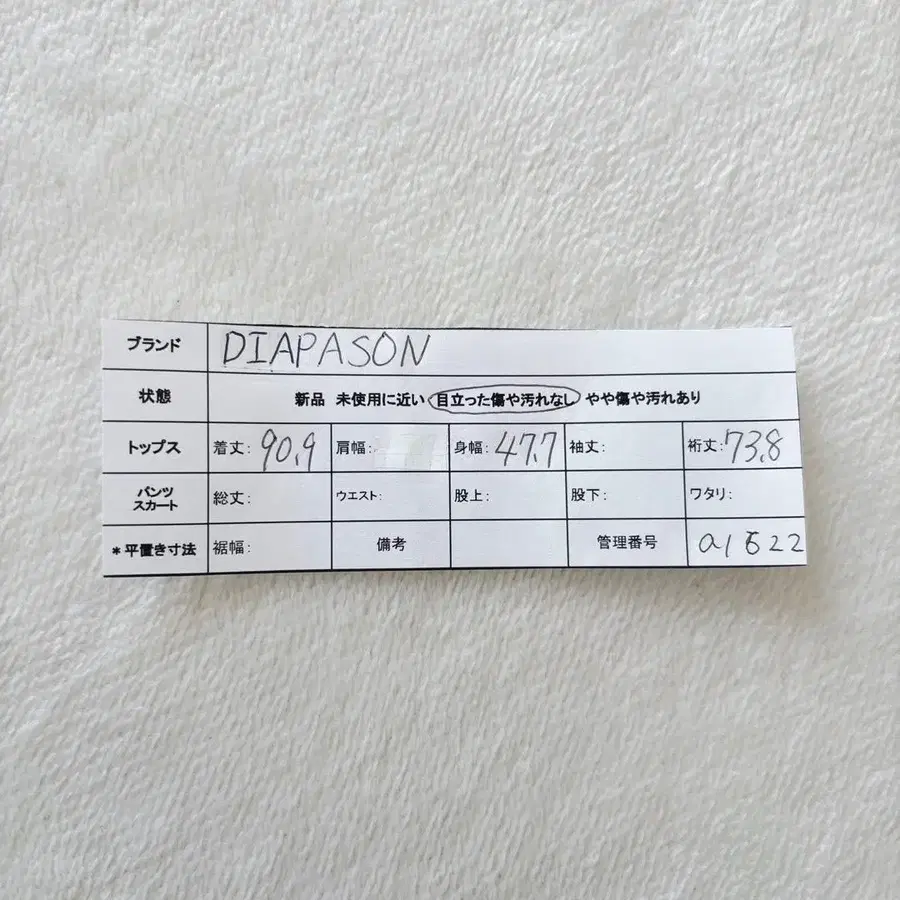 ブランド DIAPASON
状態 新品 未使用に近い 目立った傷や汚れなし やや傷や汚れあり
トップス 着丈: 90.9 肩幅: 身幅: 47.7 袖丈: 裄丈: 73.8
パンツ
スカート 総丈: ウエスト: 股上: 股下: ワタリ:
*平置き寸法 裾幅: 備考 管理番号 a1622